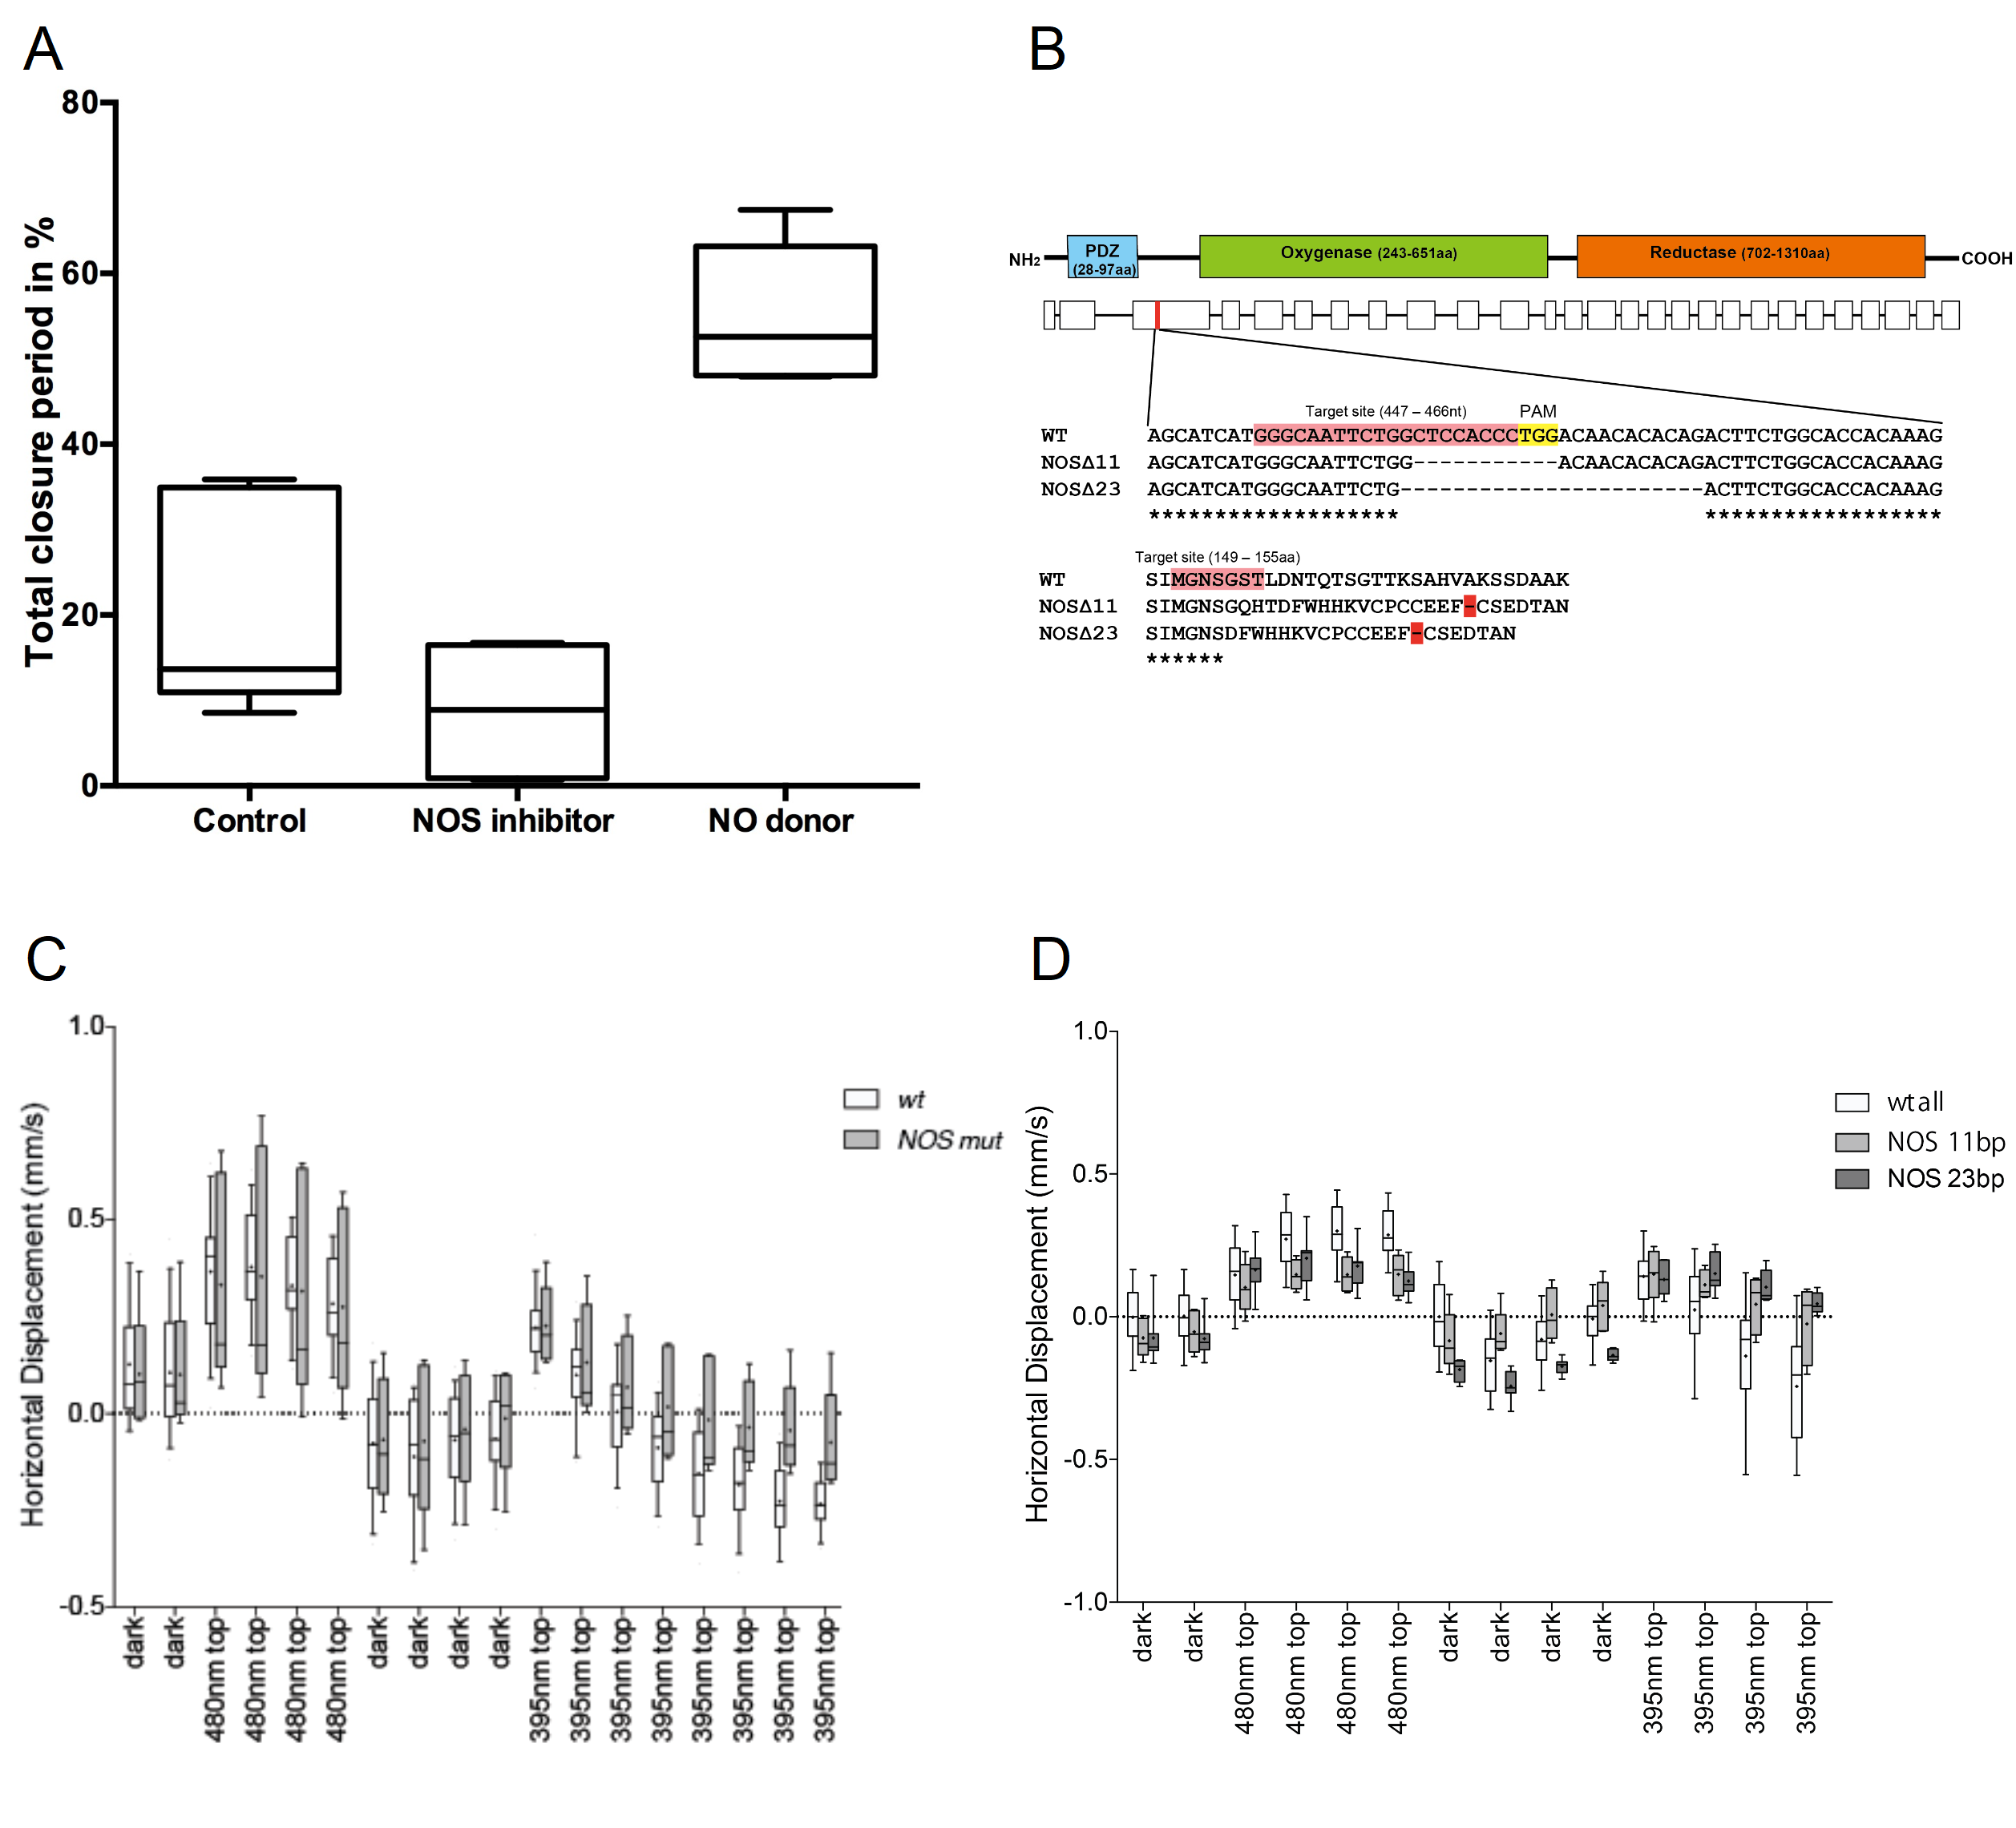 A
B
80
60
40
20
0
Total closure period in %
Control NOS inhibitor NO donor
NH2 PDZ (28-97aa) Oxygenase (243-651aa) Reductase (702-1310aa) COOH
Target site (447 – 466nt) PAM
WT AGCATCATGGGCAATTCTGGCTCCACCCTGGACAACACACAGACTTCTGGCACCACAAAG
NOSΔ11 AGCATCATGGGCAATTCTGG-----------ACAACACACAGACTTCTGGCACCACAAAG
NOSΔ23 AGCATCATGGGCAATTCTG-----------------------ACTTCTGGCACCACAAAG
******************* ******************
Target site (149 – 155aa)
WT SIMGNSGSTLDNTQTSGTTKSAHVAKSSDAAK
NOSΔ11 SIMGNSGQHTDFWHHKVCPCCEEF-CSEDTAN
NOSΔ23 SIMGNSDFWHHKVCPCCEEF-CSEDTAN
******
C
D
1.0
0.5
0.0
-0.5
Horizontal Displacement (mm/s)
wt
NOS mut
dark dark 480nm top 480nm top 480nm top 480nm top dark dark dark dark 395nm top 395nm top 395nm top 395nm top 395nm top 395nm top 395nm top 395nm top
1.0
0.5
0.0
-0.5
-1.0
Horizontal Displacement (mm/s)
wt all
NOS 11bp
NOS 23bp
dark dark 480nm top 480nm top 480nm top 480nm top dark dark dark dark 395nm top 395nm top 395nm top 395nm top